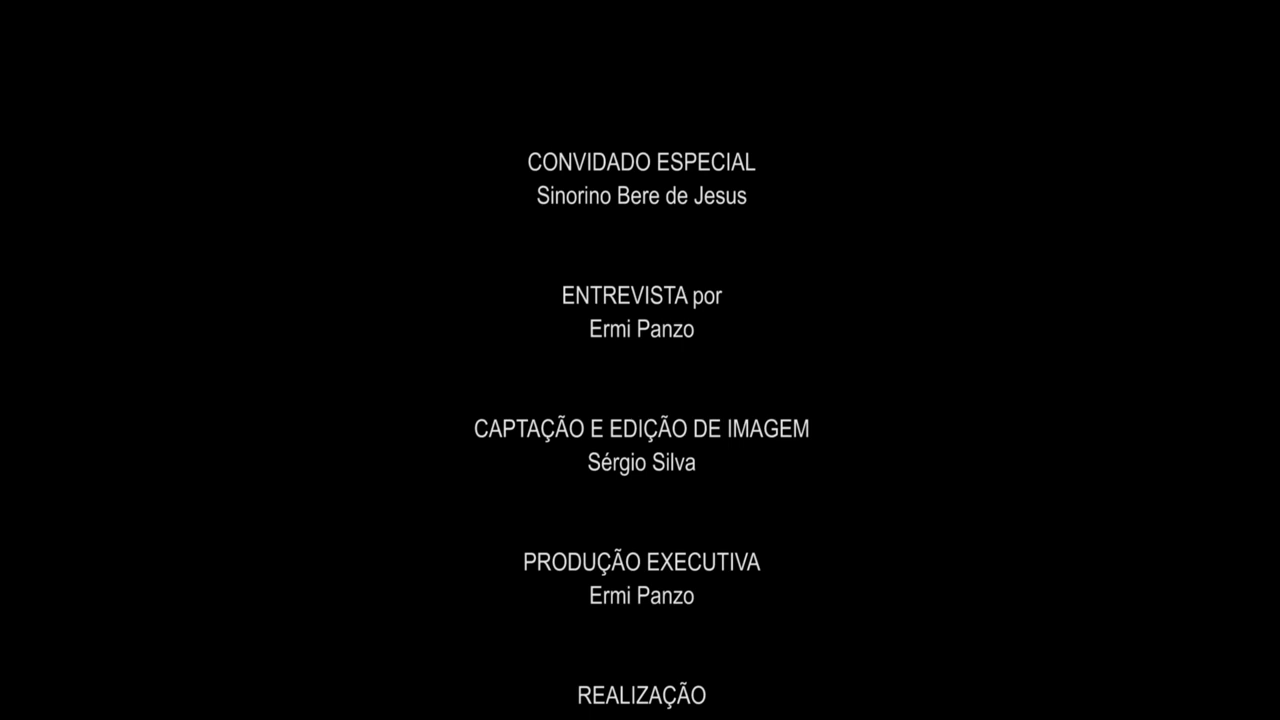 CONVIDADO ESPECIAL
Sinorino Bere de Jesus
ENTREVISTA por
Ermi Panzo
CAPTAÇÃO E EDIÇÃO DE IMAGEM
Sérgio Silva
PRODUÇÃO EXECUTIVA
Ermi Panzo
REALIZAÇÃO